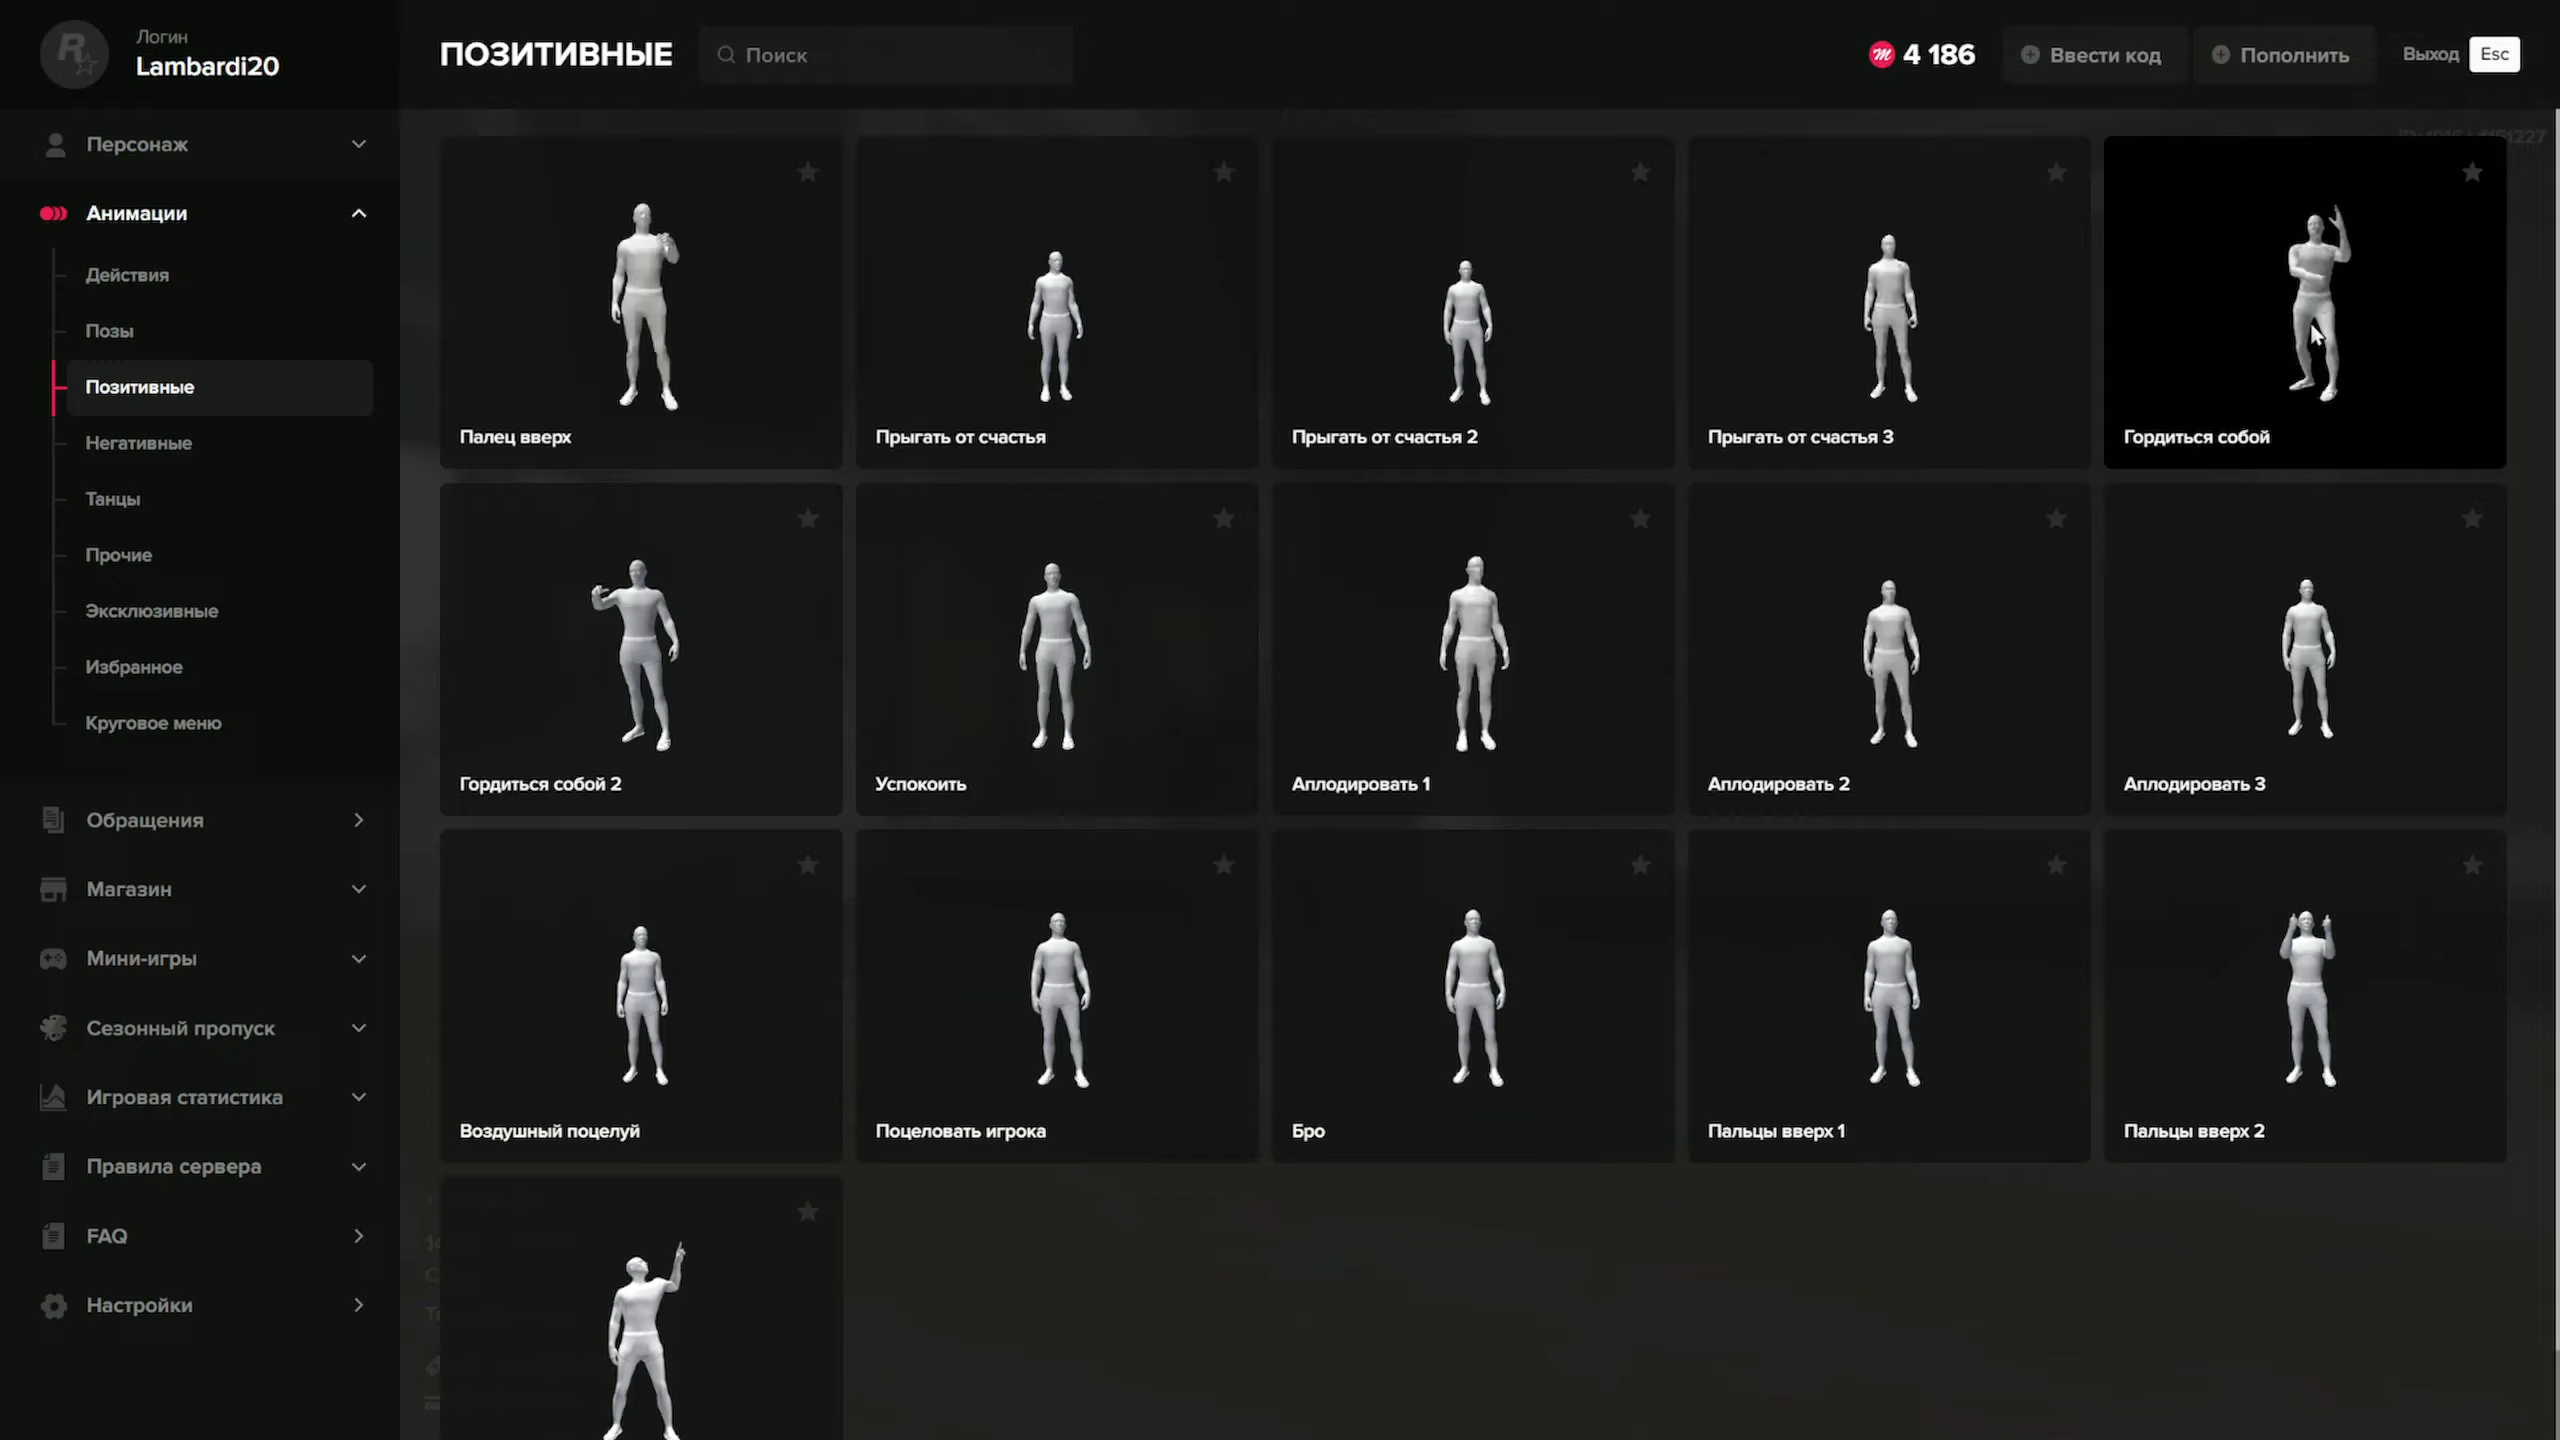 Логин
Lambardi20
ПОЗИТИВНЫЕ
Поиск
4 186
Ввести код
Пополнить
Выход
Esc
Персонаж
Анимации
Действия
Позы
Позитивные
Негативные
Танцы
Прочие
Эксклюзивные
Избранное
Круговое меню
Обращения
Магазин
Мини-игры
Сезонный пропуск
Игровая статистика
Правила сервера
FAQ
Настройки
Палец вверх
Прыгать от счастья
Прыгать от счастья 2
Прыгать от счастья 3
Гордиться собой
Гордиться собой 2
Успокоить
Аплодировать 1
Аплодировать 2
Аплодировать 3
Воздушный поцелуй
Поцеловать игрока
Бро
Пальцы вверх 1
Пальцы вверх 2